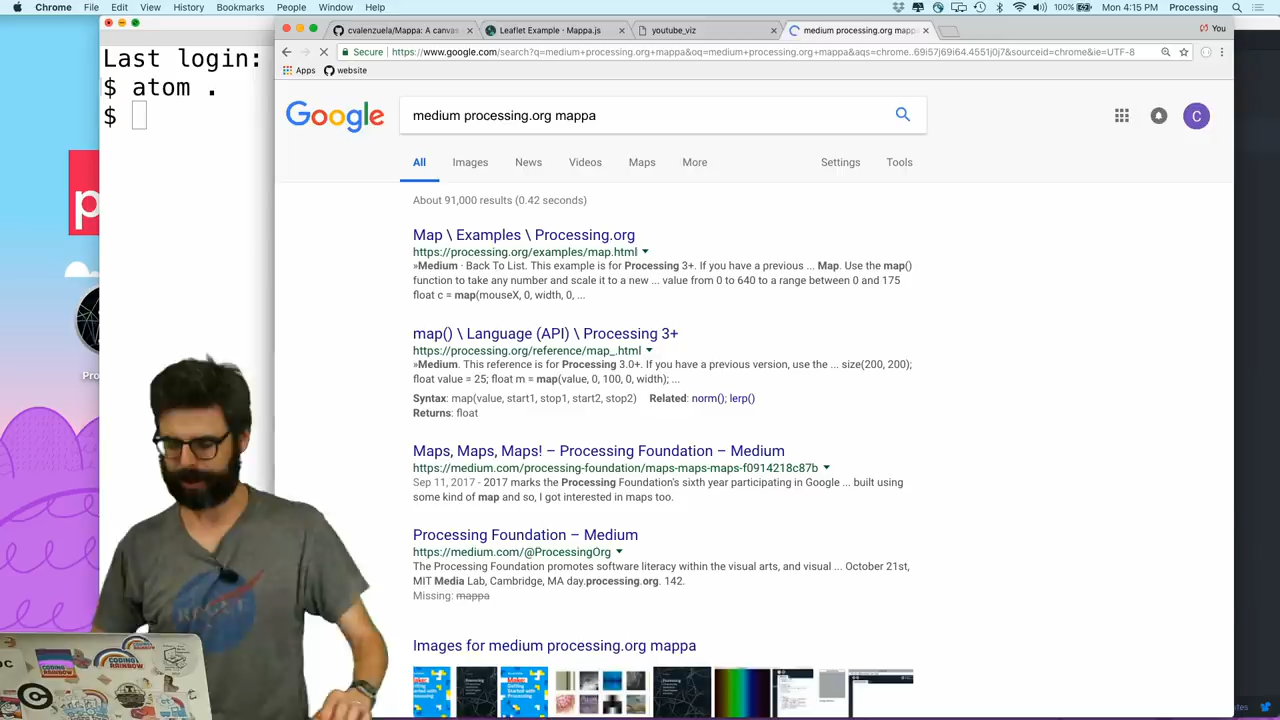 Chrome File Edit View History Bookmarks People Window Help
100% Mon 4:15 PM Processing
Last login:
$ atom .
$
cvalenzuela/Mappa: A canvas
Leaflet Example · Mappa.js
youtube_viz
medium processing.org mappa
You
Secure https://www.google.com/search?q=medium+processing.org+mappa&oq=medium+processing.org+mappa&aqs=chrome..69i57j69i64.4551j0j7&sourceid=chrome&ie=UTF-8
Apps website
Google
medium processing.org mappa
C
All Images News Videos Maps More Settings Tools
About 91,000 results (0.42 seconds)
Map \ Examples \ Processing.org
https://processing.org/examples/map.html
»Medium · Back To List. This example is for Processing 3+. If you have a previous ... Map. Use the map()
function to take any number and scale it to a new ... value from 0 to 640 to a range between 0 and 175
float c = map(mouseX, 0, width, 0, ...
map() \ Language (API) \ Processing 3+
https://processing.org/reference/map_.html
»Medium. This reference is for Processing 3.0+. If you have a previous version, use the ... size(200, 200);
float value = 25; float m = map(value, 0, 100, 0, width); ...
Syntax: map(value, start1, stop1, start2, stop2) Related: norm(); lerp()
Returns: float
Maps, Maps, Maps! – Processing Foundation – Medium
https://medium.com/processing-foundation/maps-maps-maps-f0914218c87b
Sep 11, 2017 - 2017 marks the Processing Foundation's sixth year participating in Google ... built using
some kind of map and so, I got interested in maps too.
Processing Foundation – Medium
https://medium.com/@ProcessingOrg
The Processing Foundation promotes software literacy within the visual arts, and visual ... October 21st,
MIT Media Lab, Cambridge, MA day.processing.org. 142.
Missing: mappa
Images for medium processing.org mappa
p
Pro
ROCET
CODING
RAINBOW